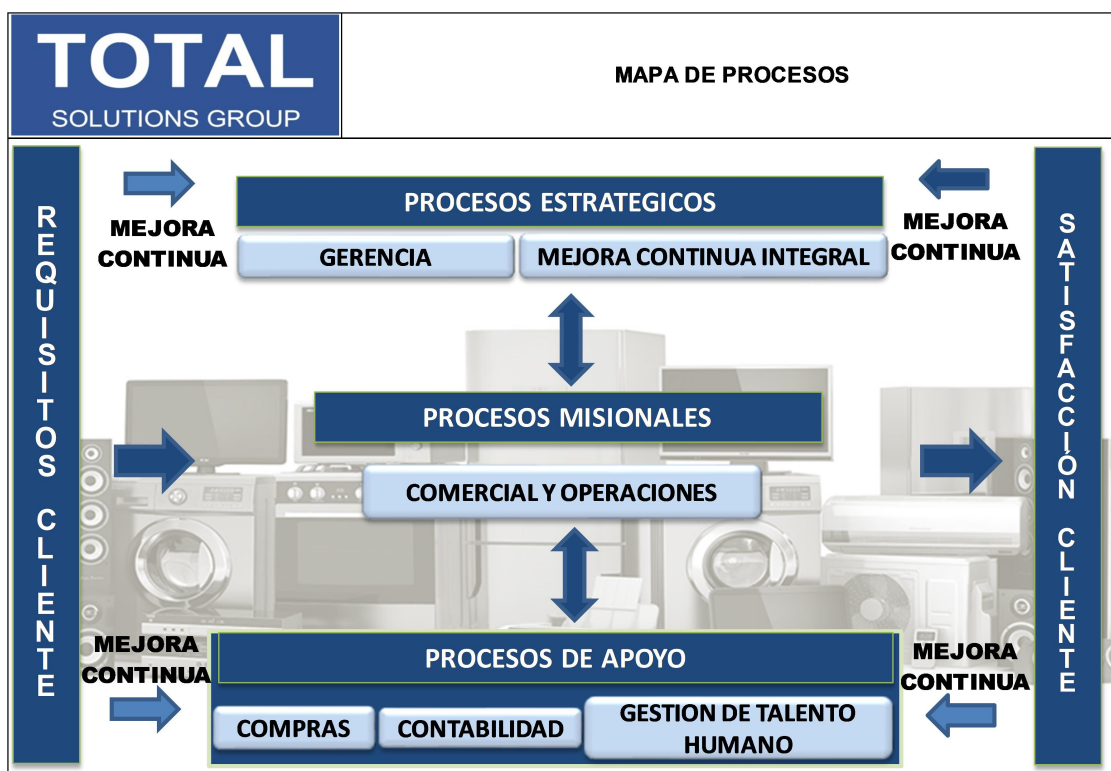 TOTAL
SOLUTIONS GROUP
MAPA DE PROCESOS
REQUISITOS CLIENTE
MEJORA
CONTINUA
PROCESOS ESTRATEGICOS
GERENCIA
MEJORA CONTINUA INTEGRAL
MEJORA
CONTINUA
SATISFACCIÓN CLIENTE
PROCESOS MISIONALES
COMERCIAL Y OPERACIONES
MEJORA
CONTINUA
PROCESOS DE APOYO
COMPRAS
CONTABILIDAD
GESTION DE TALENTO
HUMANO
MEJORA
CONTINUA